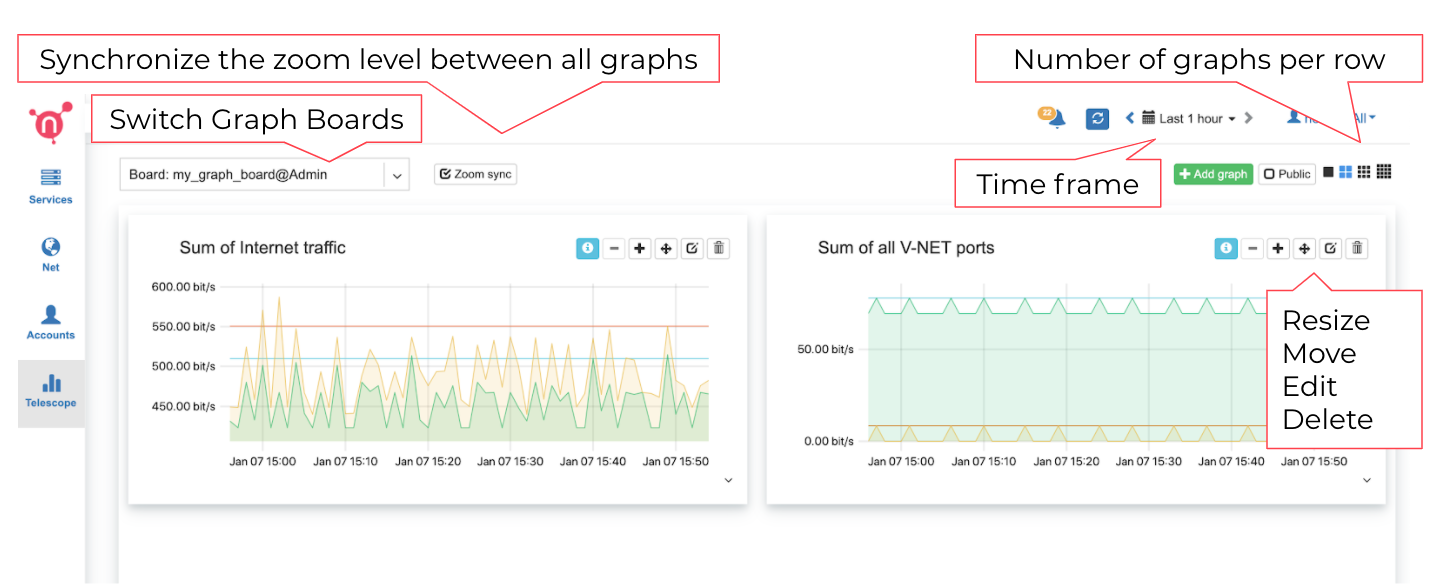 Synchronize the zoom level between all graphs
Number of graphs per row
Switch Graph Boards
22
Last 1 hour
All
Time frame
Board: my_graph_board@Admin
Zoom sync
Add graph
Public
Services
Net
Accounts
Telescope
Sum of Internet traffic
600.00 bit/s
550.00 bit/s
500.00 bit/s
450.00 bit/s
Jan 07 15:00 Jan 07 15:10 Jan 07 15:20 Jan 07 15:30 Jan 07 15:40 Jan 07 15:50
Sum of all V-NET ports
50.00 bit/s
0.00 bit/s
Jan 07 15:00 Jan 07 15:10 Jan 07 15:20 Jan 07 15:30 Jan 07 15:40 Jan 07 15:50
Resize
Move
Edit
Delete